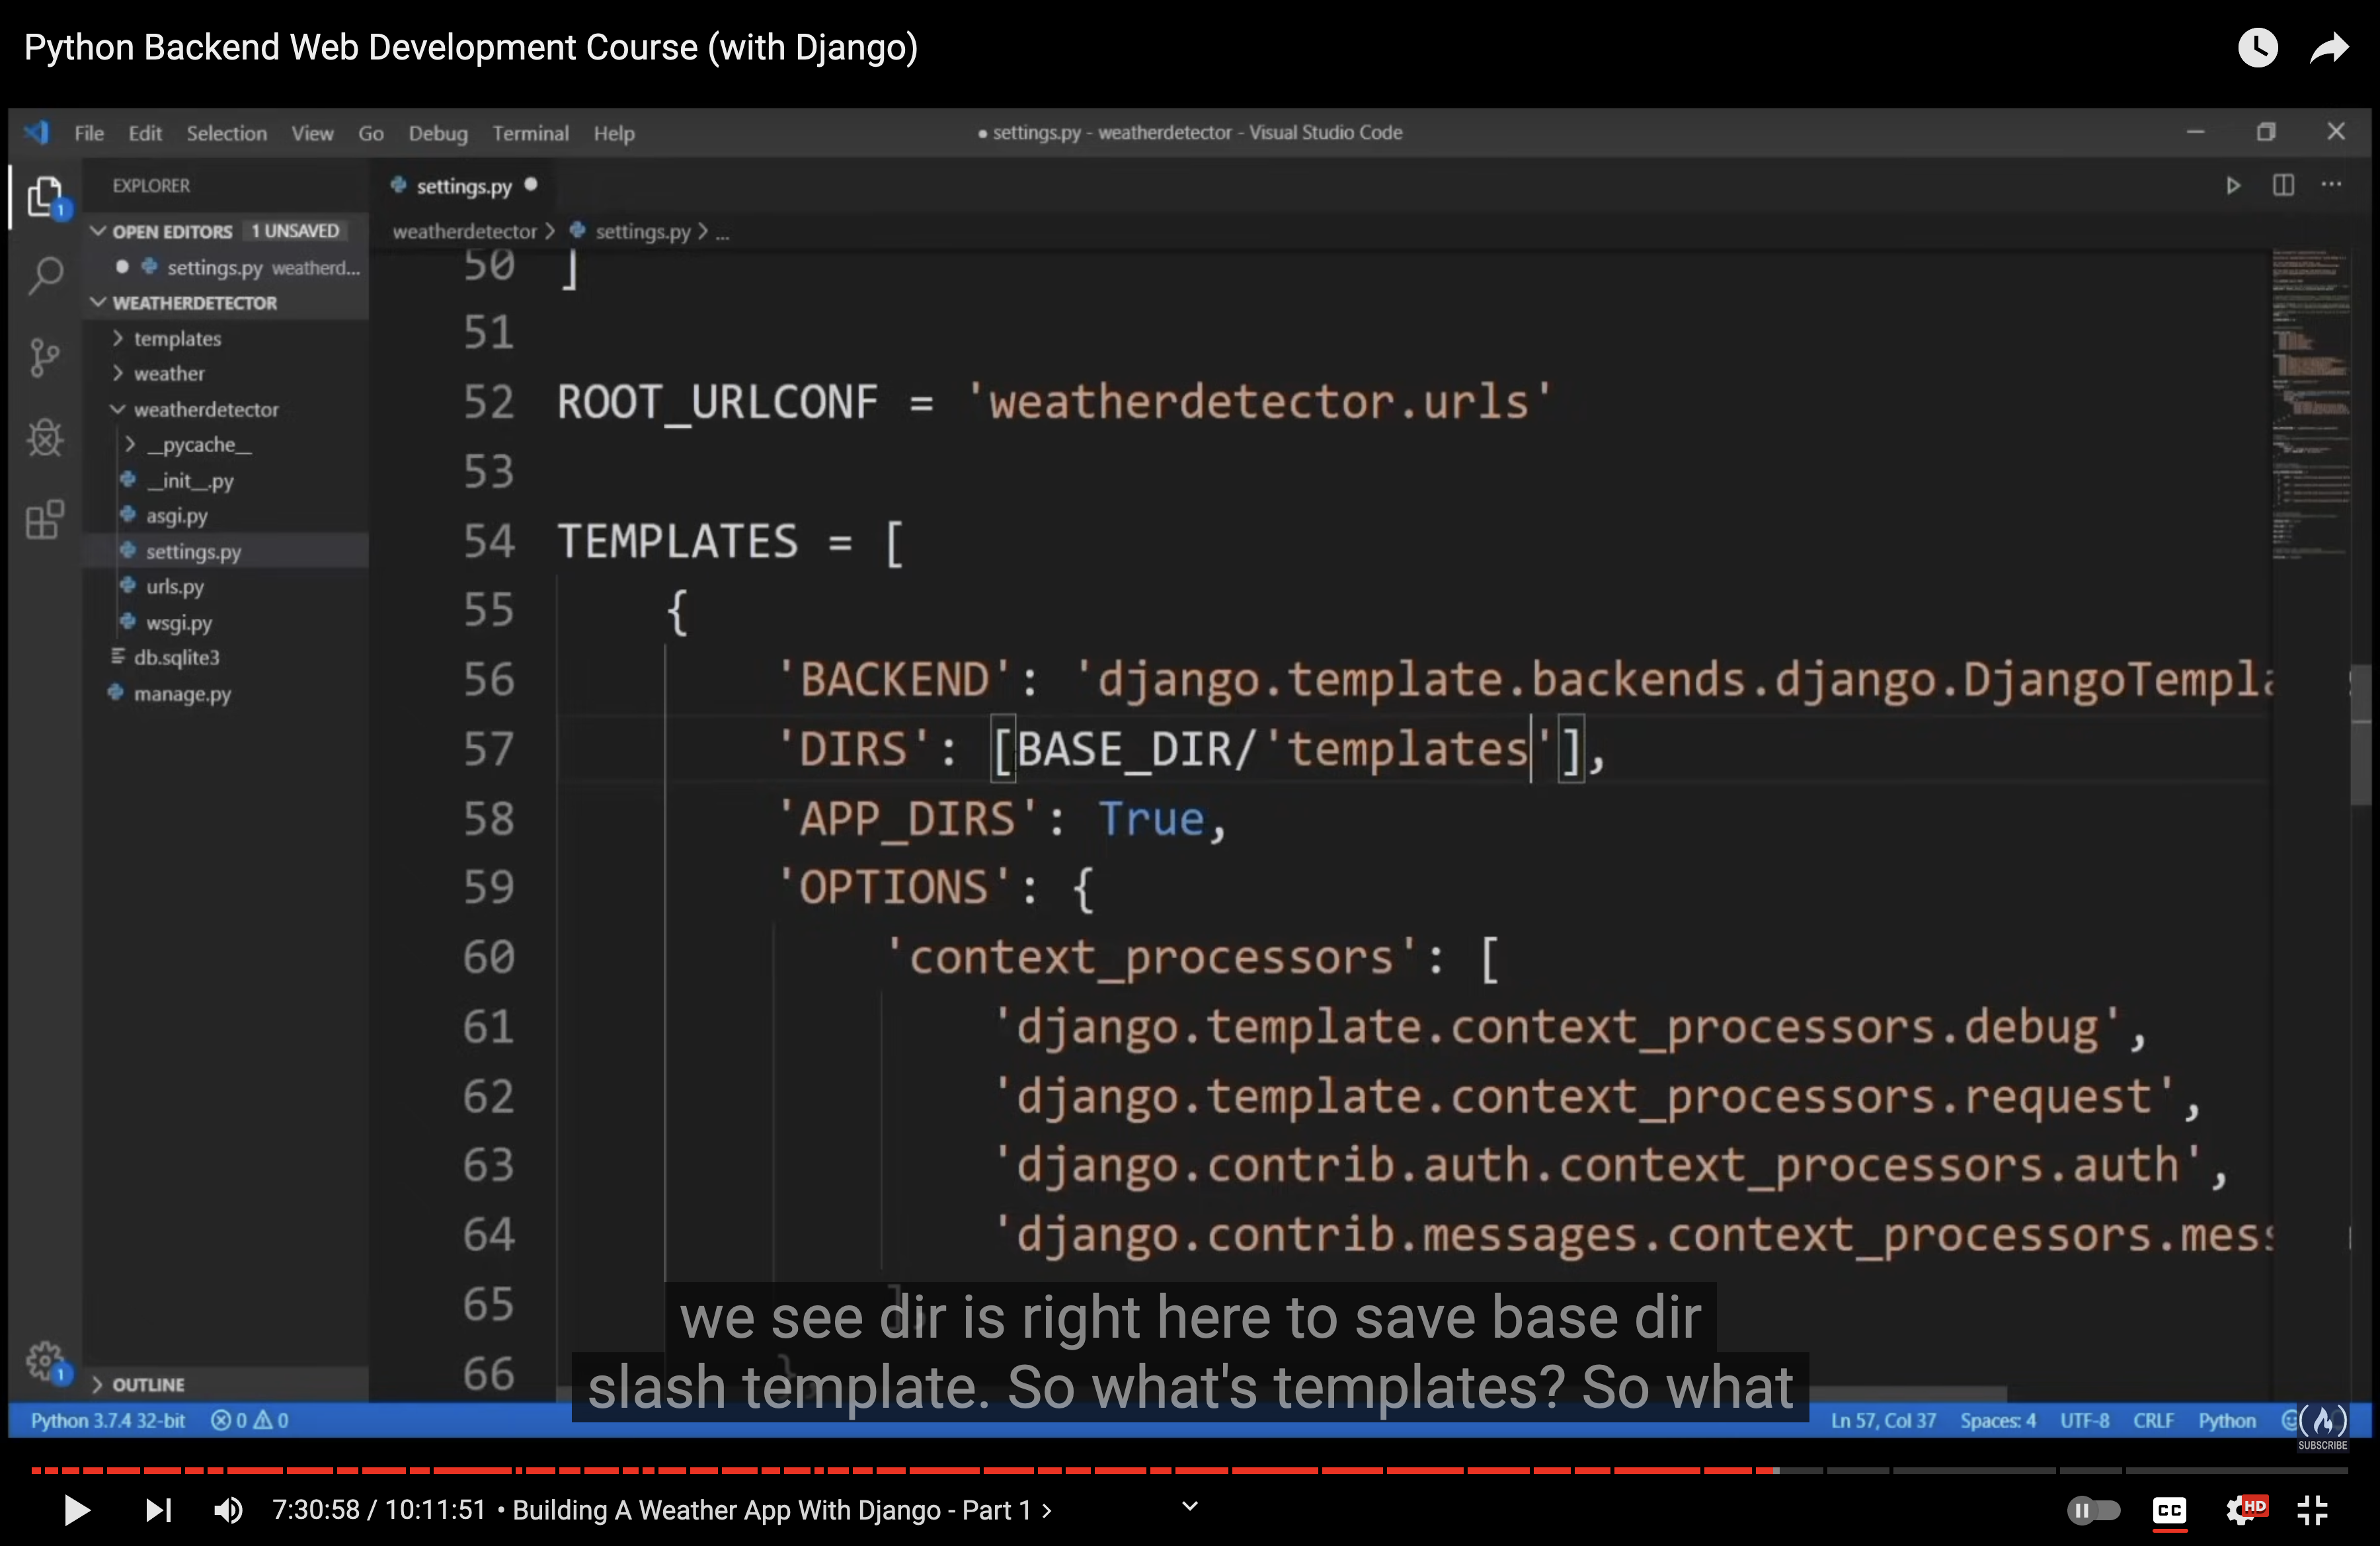 Python Backend Web Development Course (with Django)
File Edit Selection View Go Debug Terminal Help
● settings.py - weatherdetector - Visual Studio Code
EXPLORER
OPEN EDITORS 1 UNSAVED
settings.py weatherd...
WEATHERDETECTOR
templates
weather
weatherdetector
__pycache__
__init__.py
asgi.py
settings.py
urls.py
wsgi.py
db.sqlite3
manage.py
OUTLINE
1
1
settings.py ●
weatherdetector > settings.py > ...
50 ]
51
52 ROOT_URLCONF = 'weatherdetector.urls'
53
54 TEMPLATES = [
55 {
56 'BACKEND': 'django.template.backends.django.DjangoTempla
57 'DIRS': [BASE_DIR/'templates'],
58 'APP_DIRS': True,
59 'OPTIONS': {
60 'context_processors': [
61 'django.template.context_processors.debug',
62 'django.template.context_processors.request',
63 'django.contrib.auth.context_processors.auth',
64 'django.contrib.messages.context_processors.mess
65 ],
66 },
we see dir is right here to save base dir
slash template. So what's templates? So what
Python 3.7.4 32-bit 0 0
Ln 57, Col 37 Spaces: 4 UTF-8 CRLF Python
SUBSCRIBE
7:30:58 / 10:11:51 • Building A Weather App With Django - Part 1 >
CC
HD